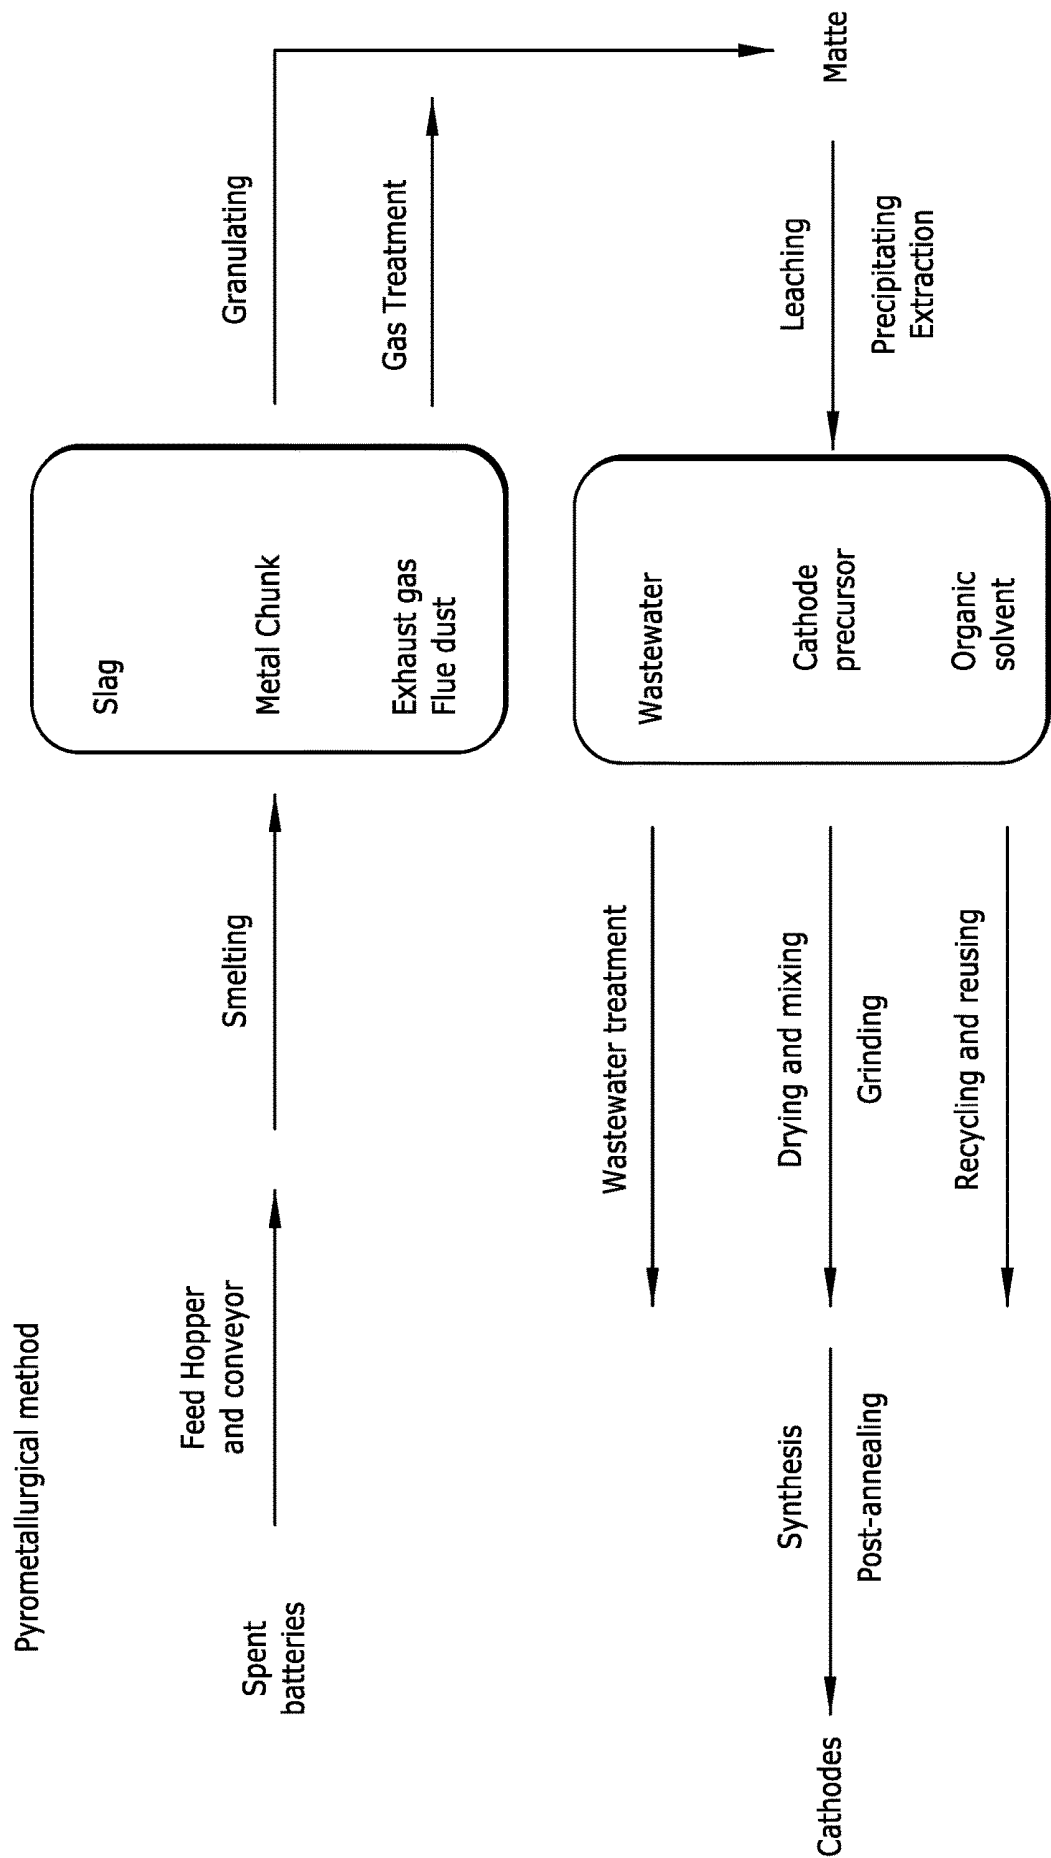 Pyrometallurgical method
Spent
batteries
Feed Hopper
and conveyor
Smelting
Slag
Metal Chunk
Exhaust gas
Flue dust
Granulating
Gas Treatment
Matte
Leaching
Precipitating
Extraction
Wastewater
Cathode
precursor
Organic
solvent
Wastewater treatment
Drying and mixing
Grinding
Recycling and reusing
Synthesis
Post-annealing
Cathodes